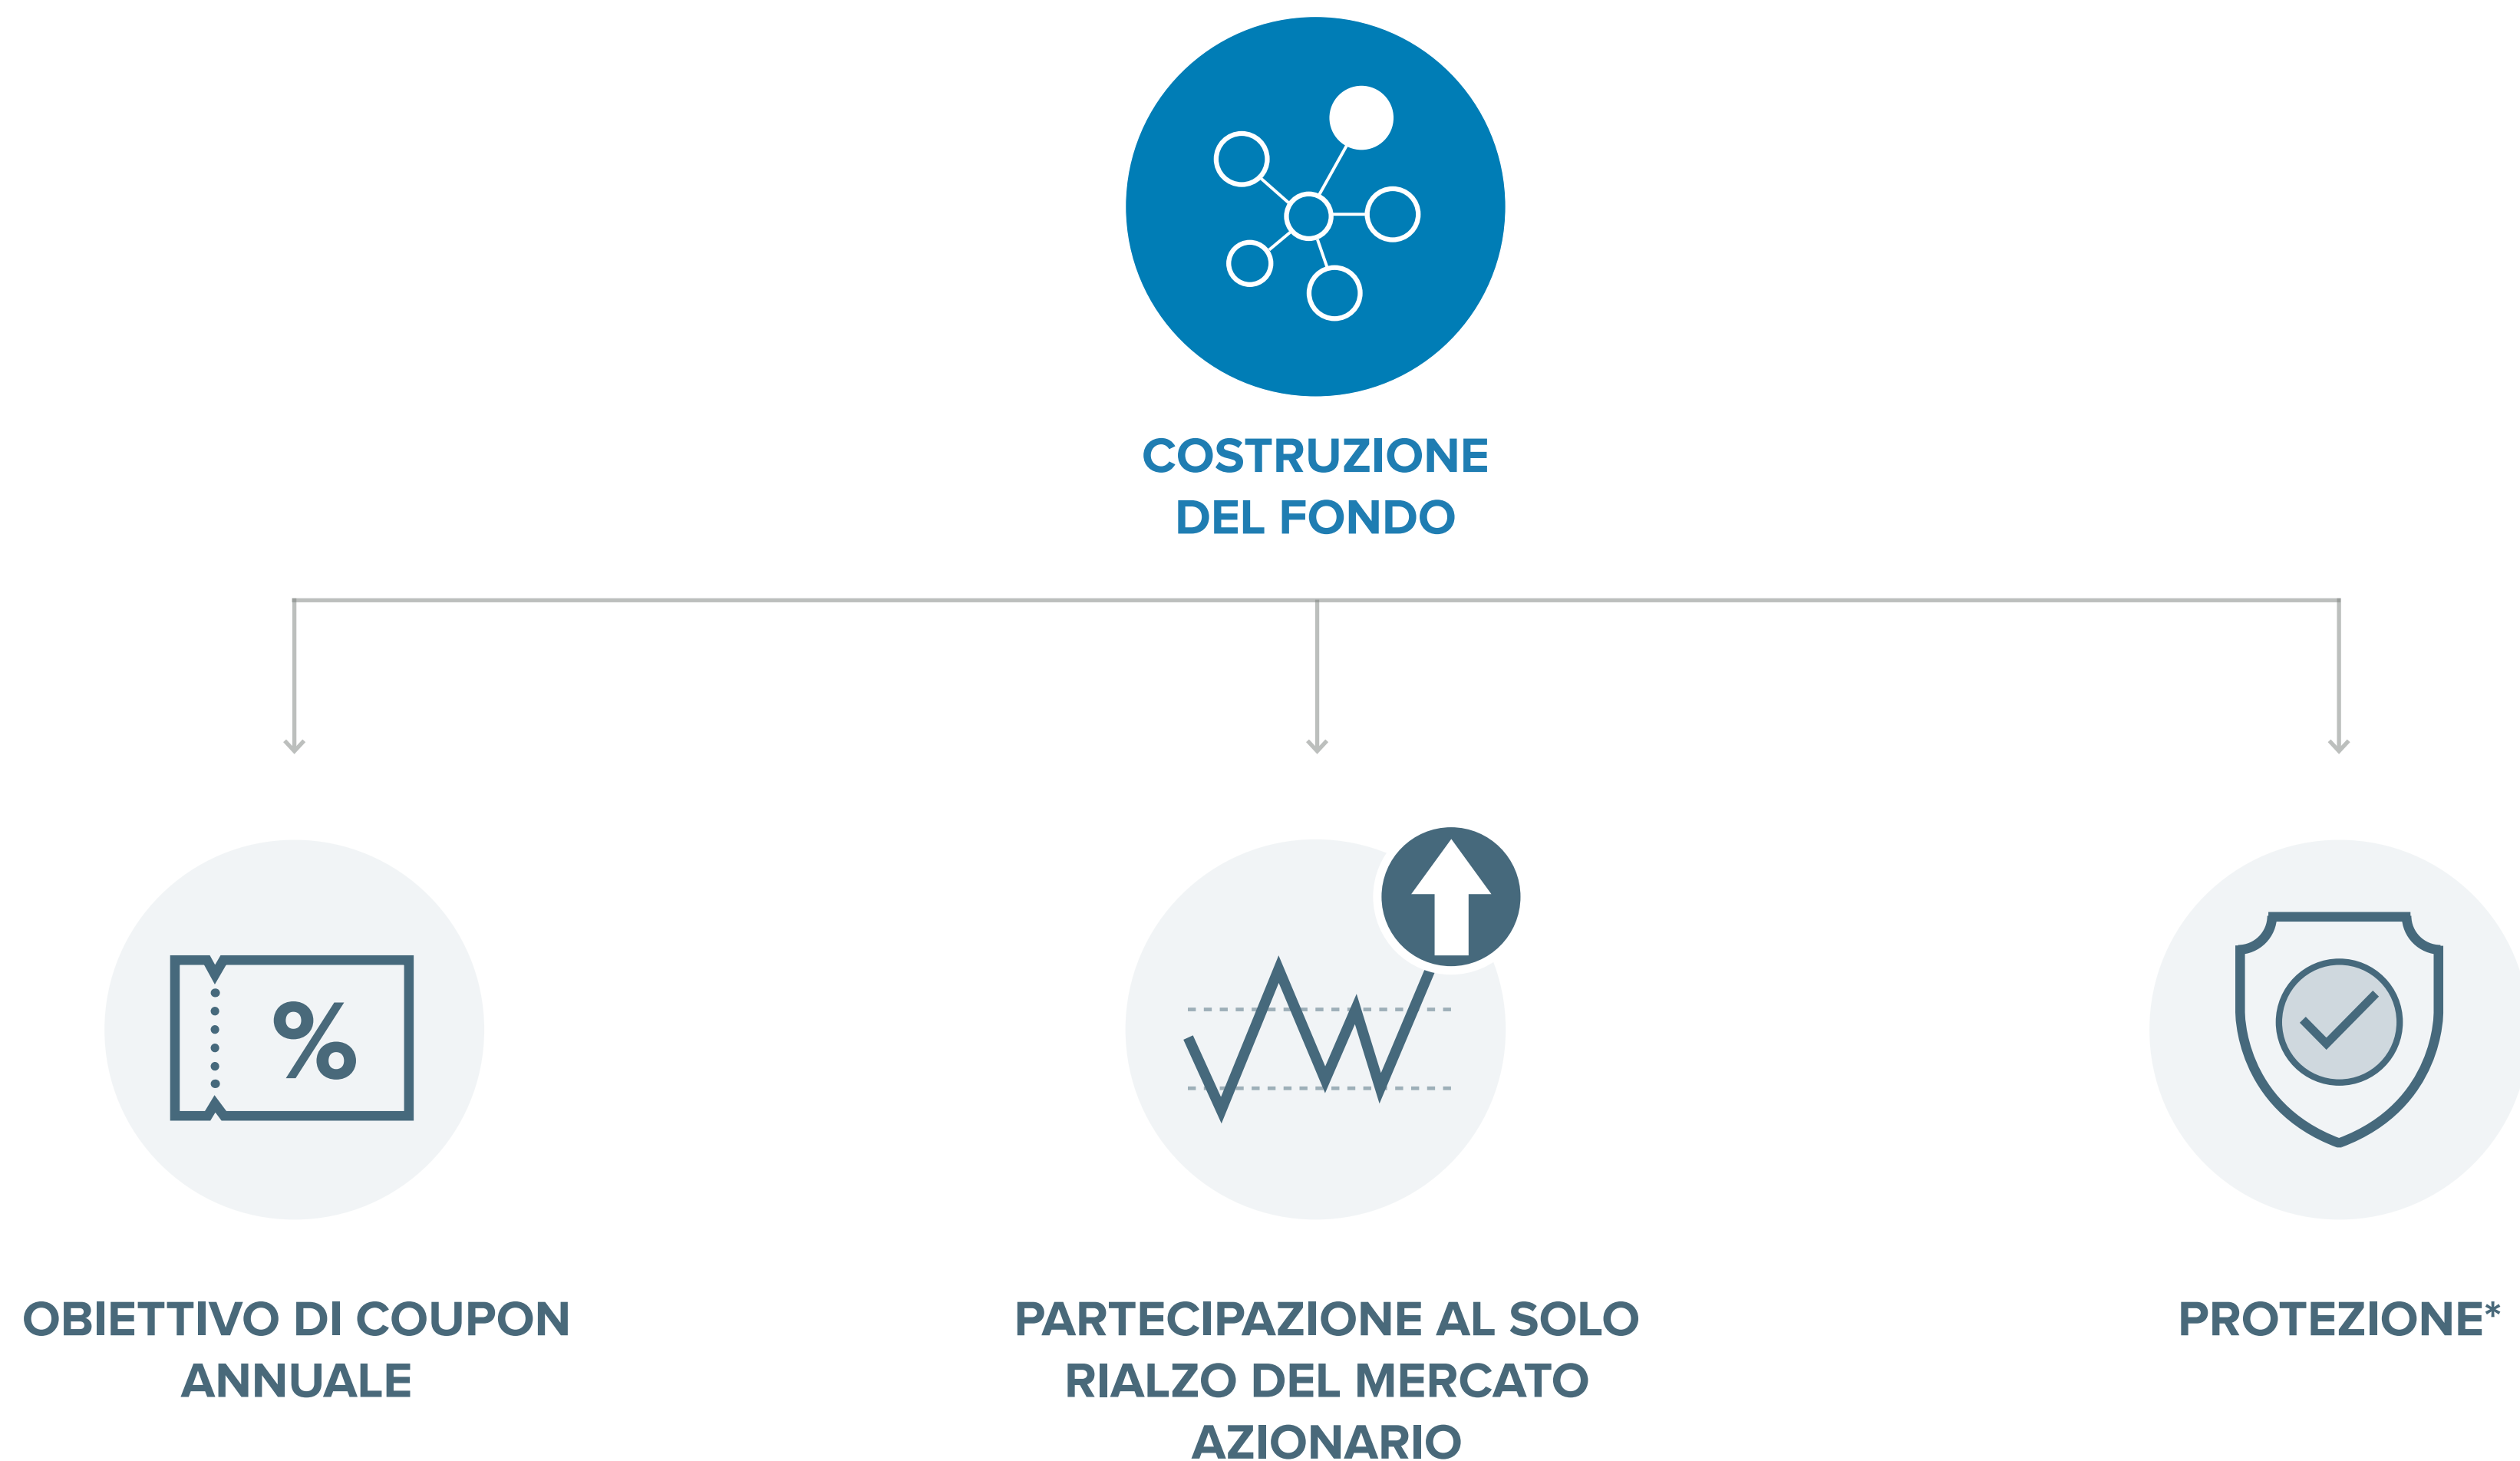 COSTRUZIONE
DEL FONDO
%
OBIETTIVO DI COUPON
ANNUALE
PARTECIPAZIONE AL SOLO
RIALZO DEL MERCATO
AZIONARIO
PROTEZIONE*